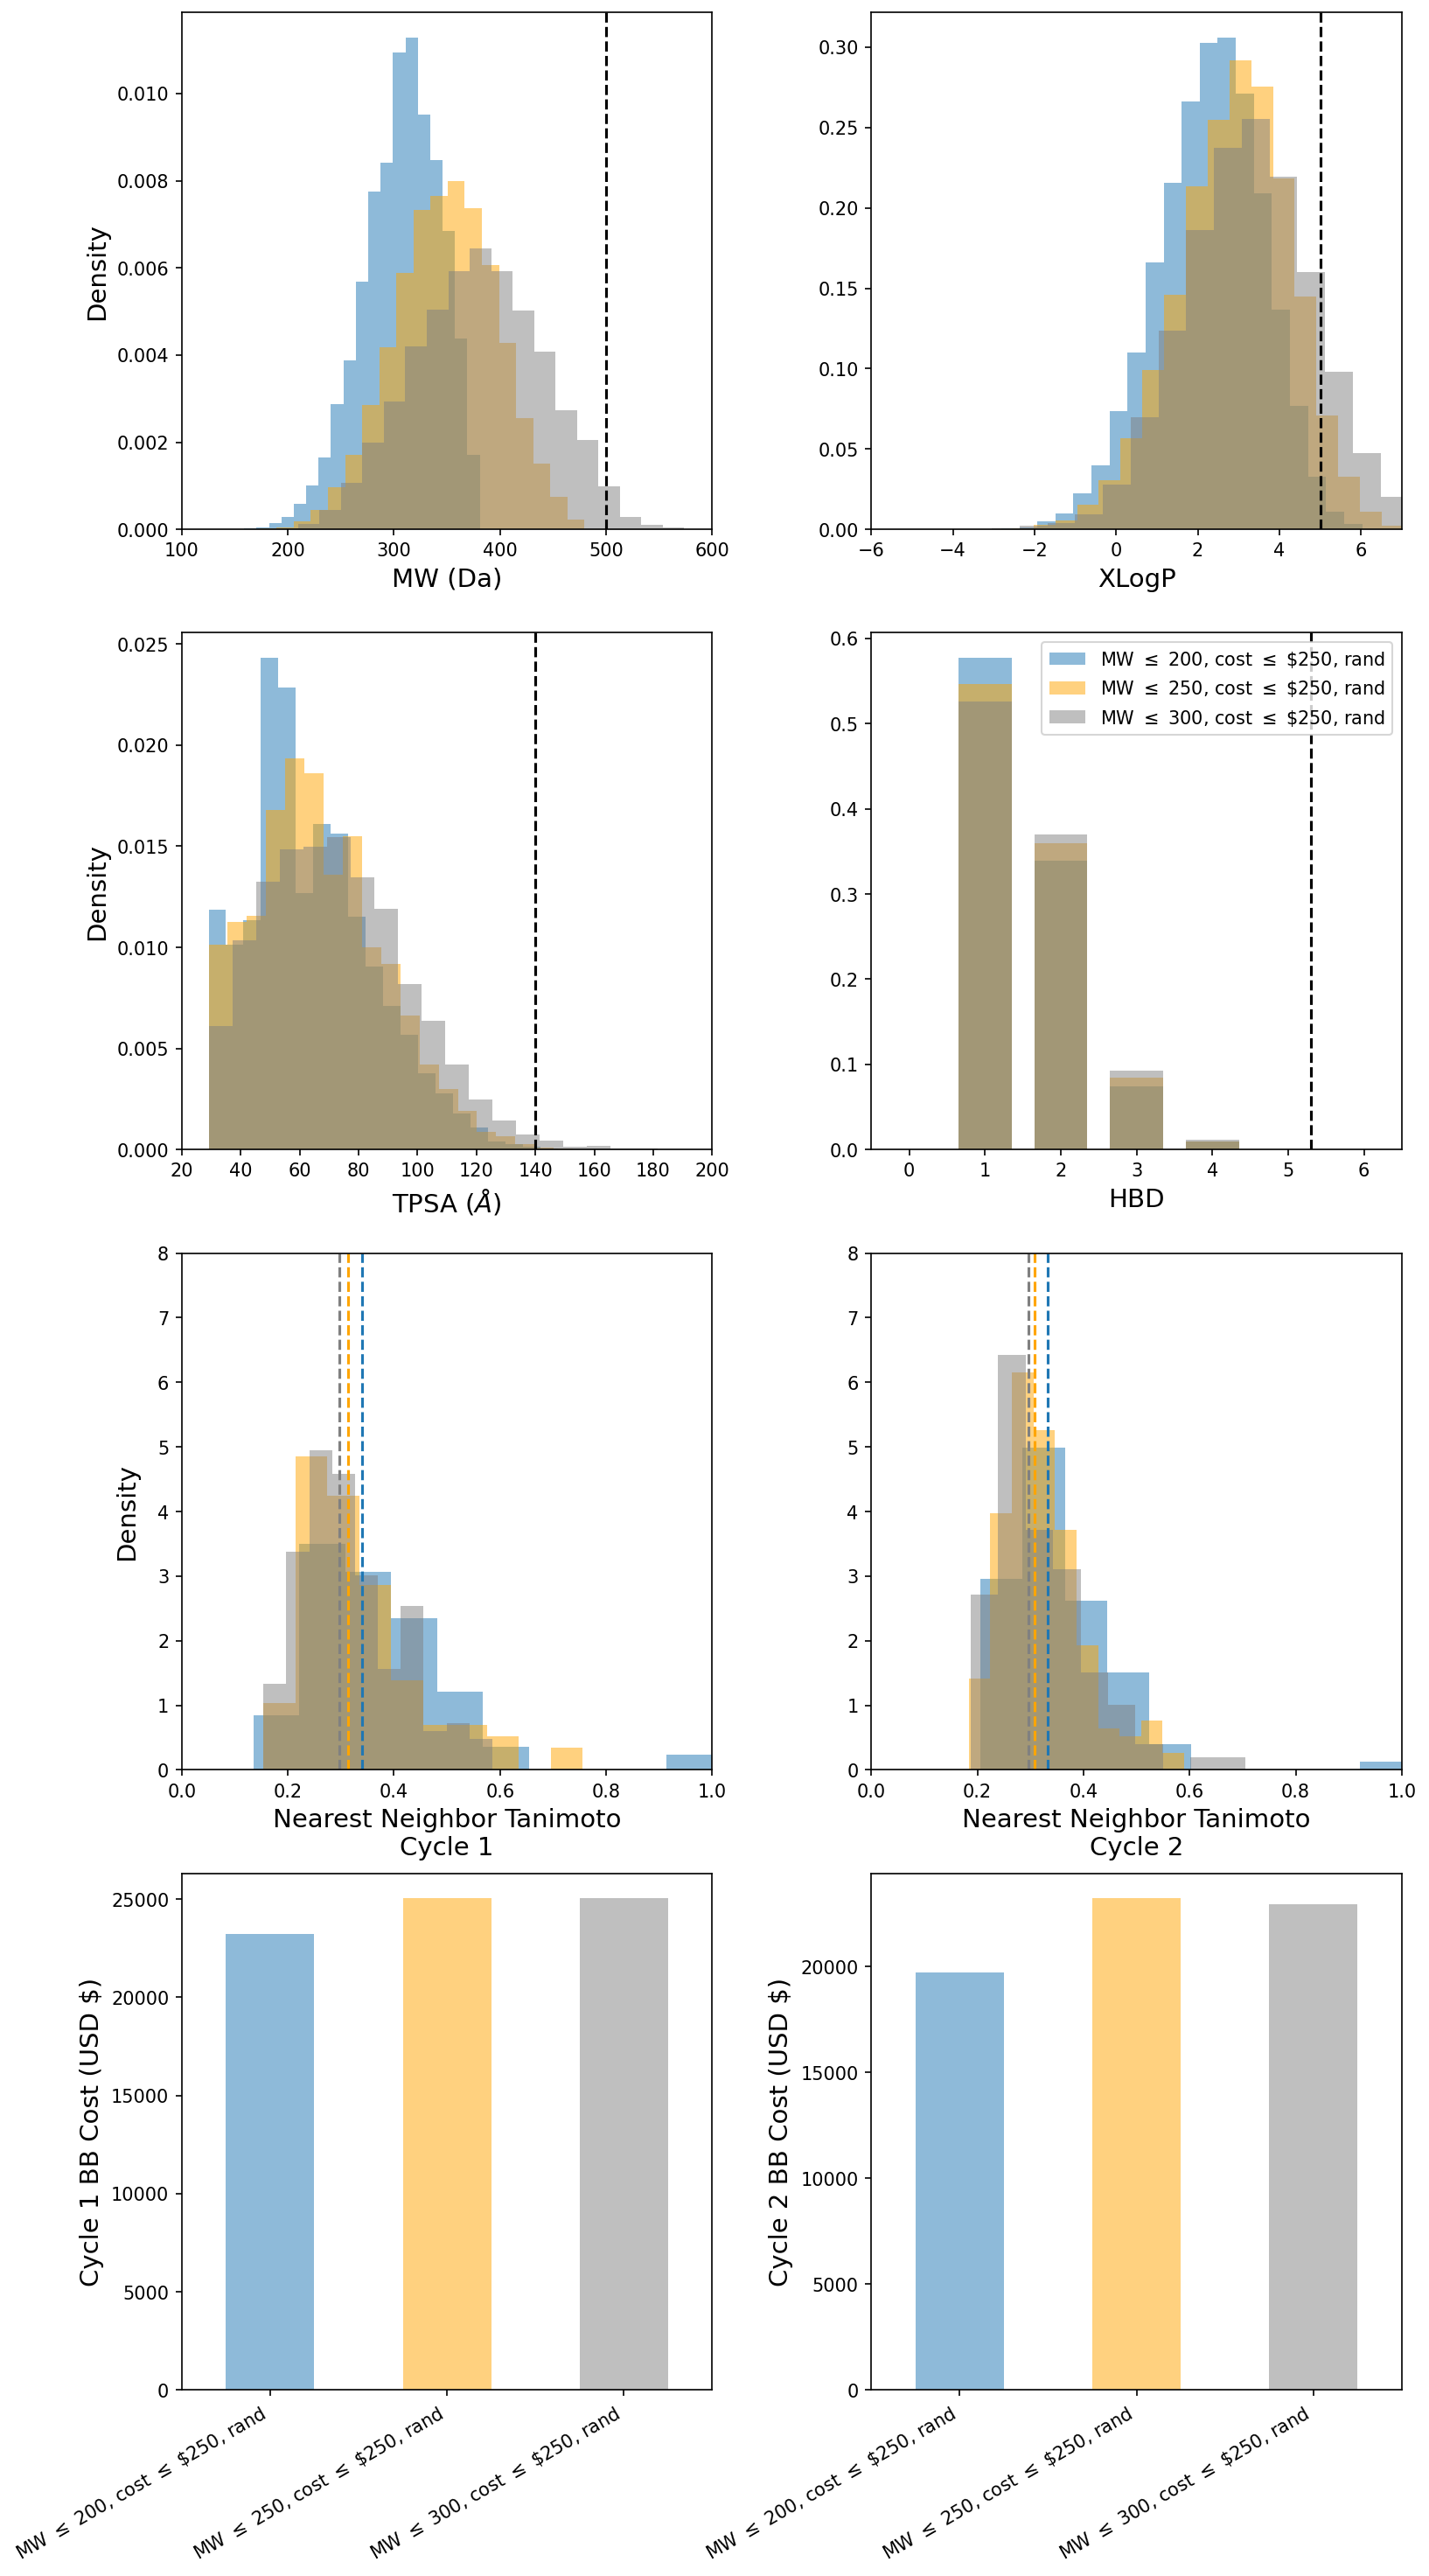 0.010
0.008
0.006
0.004
0.002
0.000
Density
100 200 300 400 500 600
MW (Da)
0.30
0.25
0.20
0.15
0.10
0.05
0.00
−6 −4 −2 0 2 4 6
XLogP
0.025
0.020
0.015
0.010
0.005
0.000
Density
20 40 60 80 100 120 140 160 180 200
TPSA (Å)
0.6
0.5
0.4
0.3
0.2
0.1
0.0
MW ≤ 200, cost ≤ $250, rand
MW ≤ 250, cost ≤ $250, rand
MW ≤ 300, cost ≤ $250, rand
0 1 2 3 4 5 6
HBD
8
7
6
5
4
3
2
1
0
Density
0.0 0.2 0.4 0.6 0.8 1.0
Nearest Neighbor Tanimoto
Cycle 1
8
7
6
5
4
3
2
1
0
0.0 0.2 0.4 0.6 0.8 1.0
Nearest Neighbor Tanimoto
Cycle 2
25000
20000
15000
10000
5000
0
Cycle 1 BB Cost (USD $)
MW ≤ 200, cost ≤ $250, rand
MW ≤ 250, cost ≤ $250, rand
MW ≤ 300, cost ≤ $250, rand
20000
15000
10000
5000
0
Cycle 2 BB Cost (USD $)
MW ≤ 200, cost ≤ $250, rand
MW ≤ 250, cost ≤ $250, rand
MW ≤ 300, cost ≤ $250, rand